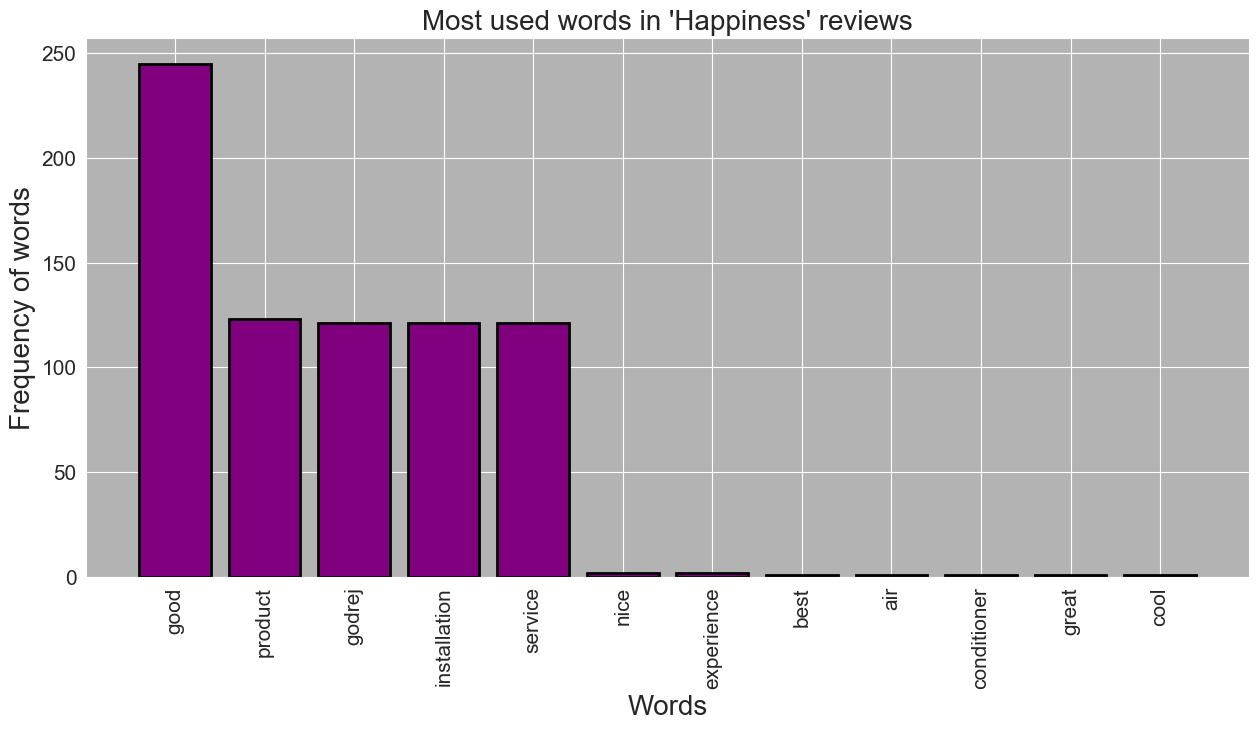 Most used words in 'Happiness' reviews
Frequency of words
250
200
150
100
50
0
good
product
godrej
installation
service
nice
experience
best
air
conditioner
great
cool
Words